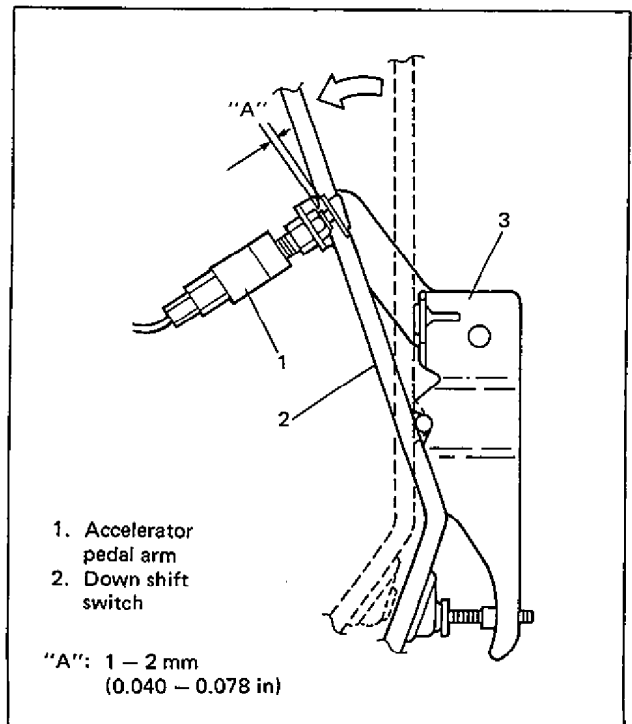 "A"
3
1
2
1. Accelerator
pedal arm
2. Down shift
switch
"A": 1 – 2 mm
(0.040 – 0.078 in)